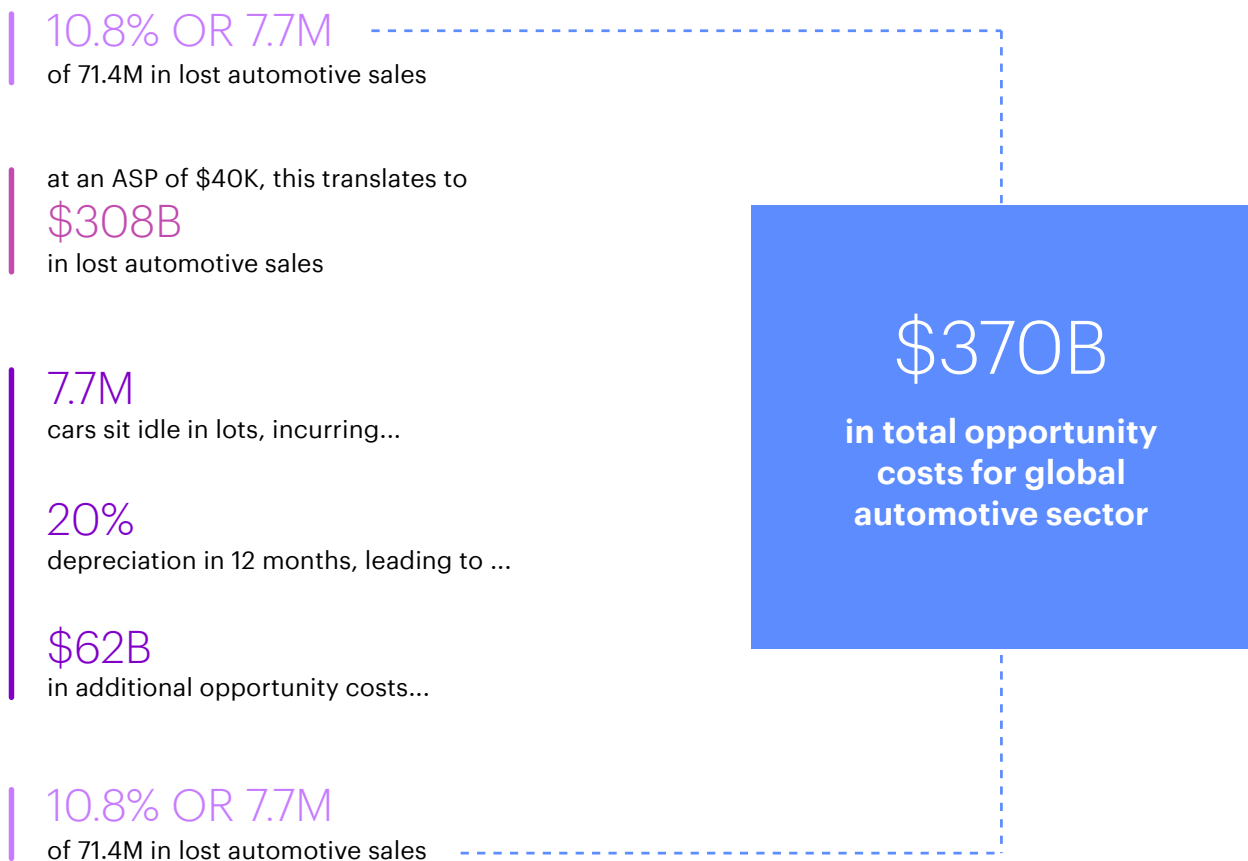 10.8% OR 7.7M
of 71.4M in lost automotive sales
at an ASP of $40K, this translates to
$308B
in lost automotive sales
7.7M
cars sit idle in lots, incurring...
20%
depreciation in 12 months, leading to ...
$62B
in additional opportunity costs...
10.8% OR 7.7M
of 71.4M in lost automotive sales
$370B
in total opportunity
costs for global
automotive sector